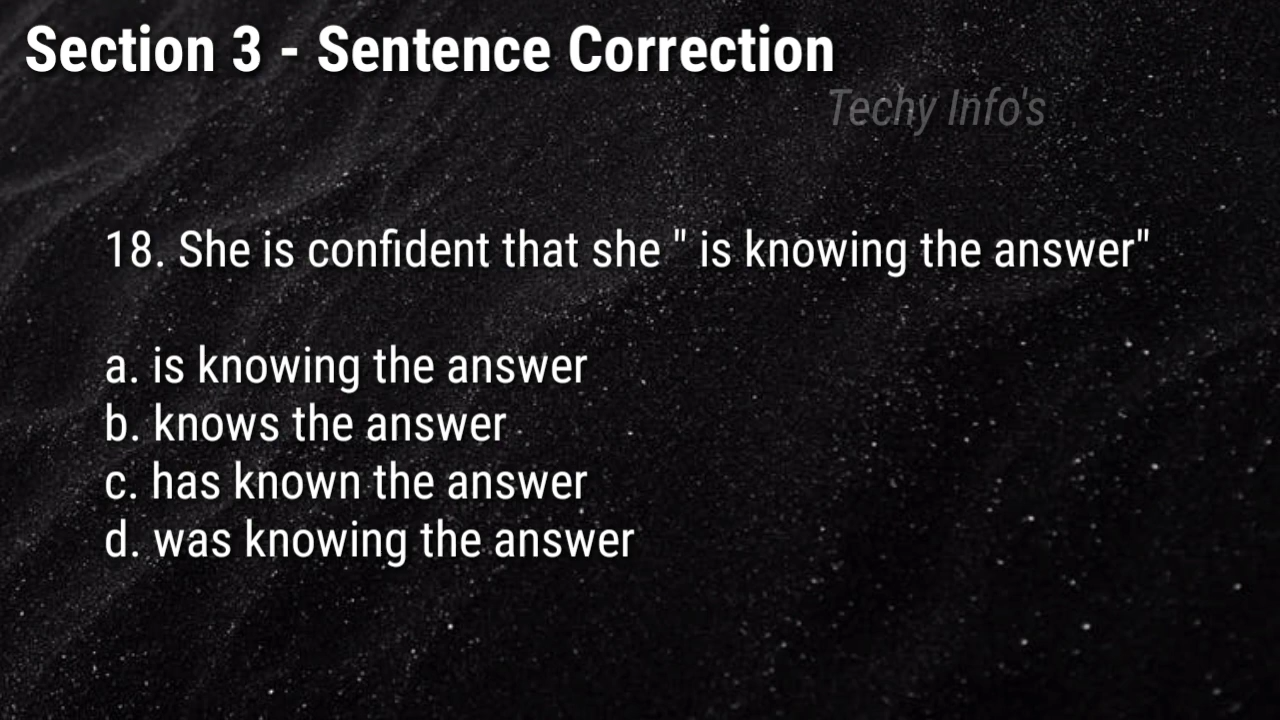 Section 3 - Sentence Correction
Techy Info's
18. She is confident that she " is knowing the answer"
a. is knowing the answer
b. knows the answer
c. has known the answer
d. was knowing the answer